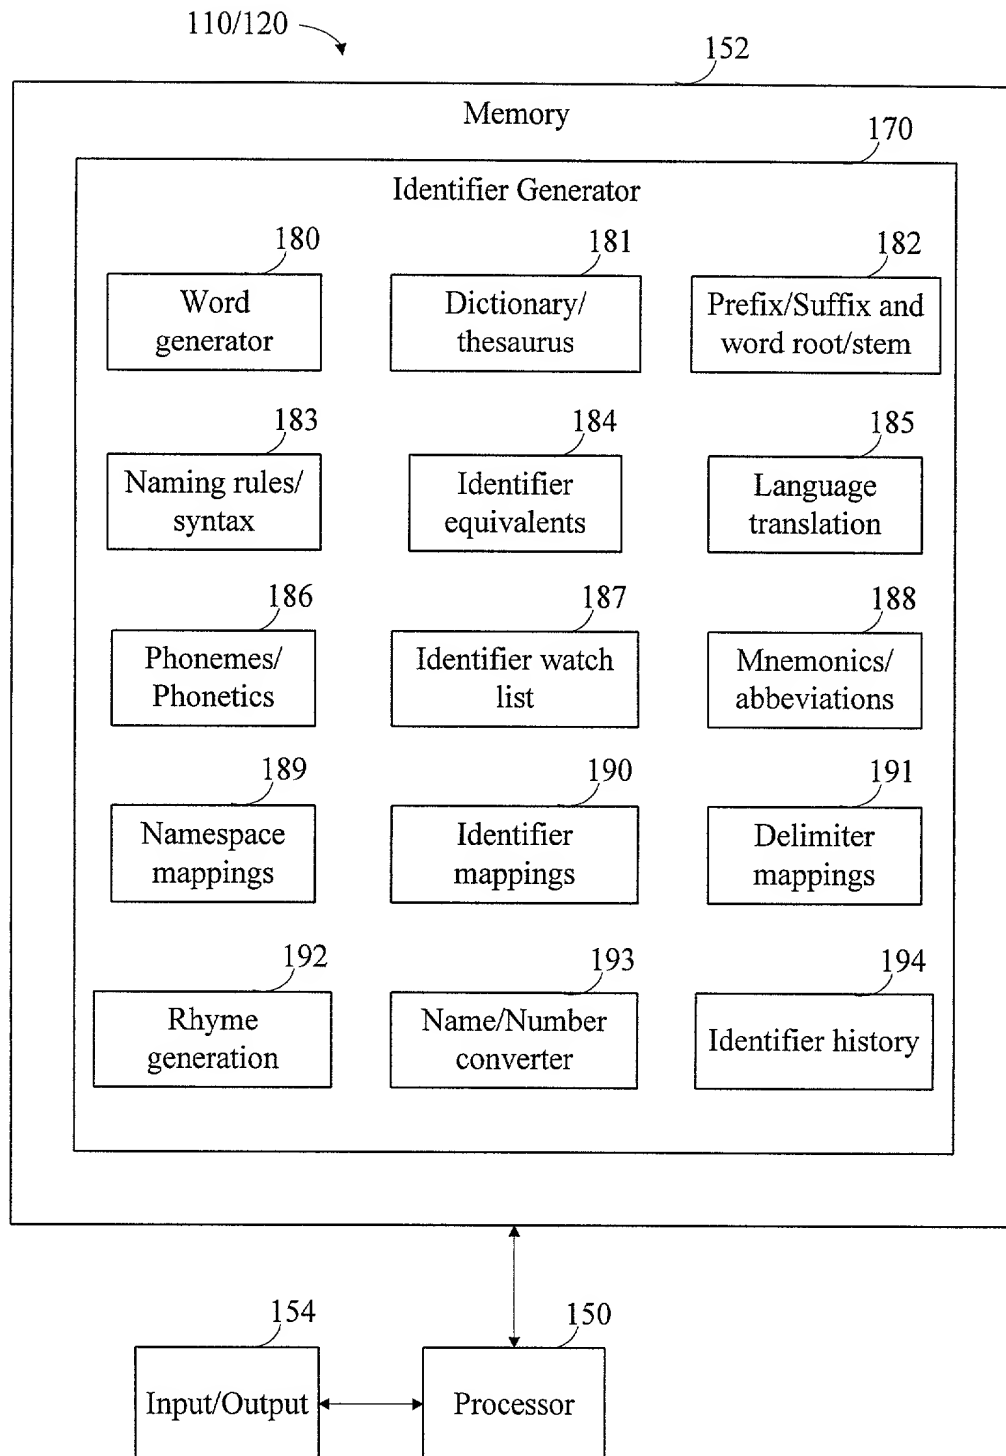 110/120
152
Memory
170
Identifier Generator
180
181
182
Word
generator
Dictionary/
thesaurus
Prefix/Suffix and
word root/stem
183
184
185
Naming rules/
syntax
Identifier
equivalents
Language
translation
186
187
188
Phonemes/
Phonetics
Identifier watch
list
Mnemonics/
abbeviations
189
190
191
Namespace
mappings
Identifier
mappings
Delimiter
mappings
192
193
194
Rhyme
generation
Name/Number
converter
Identifier history
154
150
Input/Output
Processor